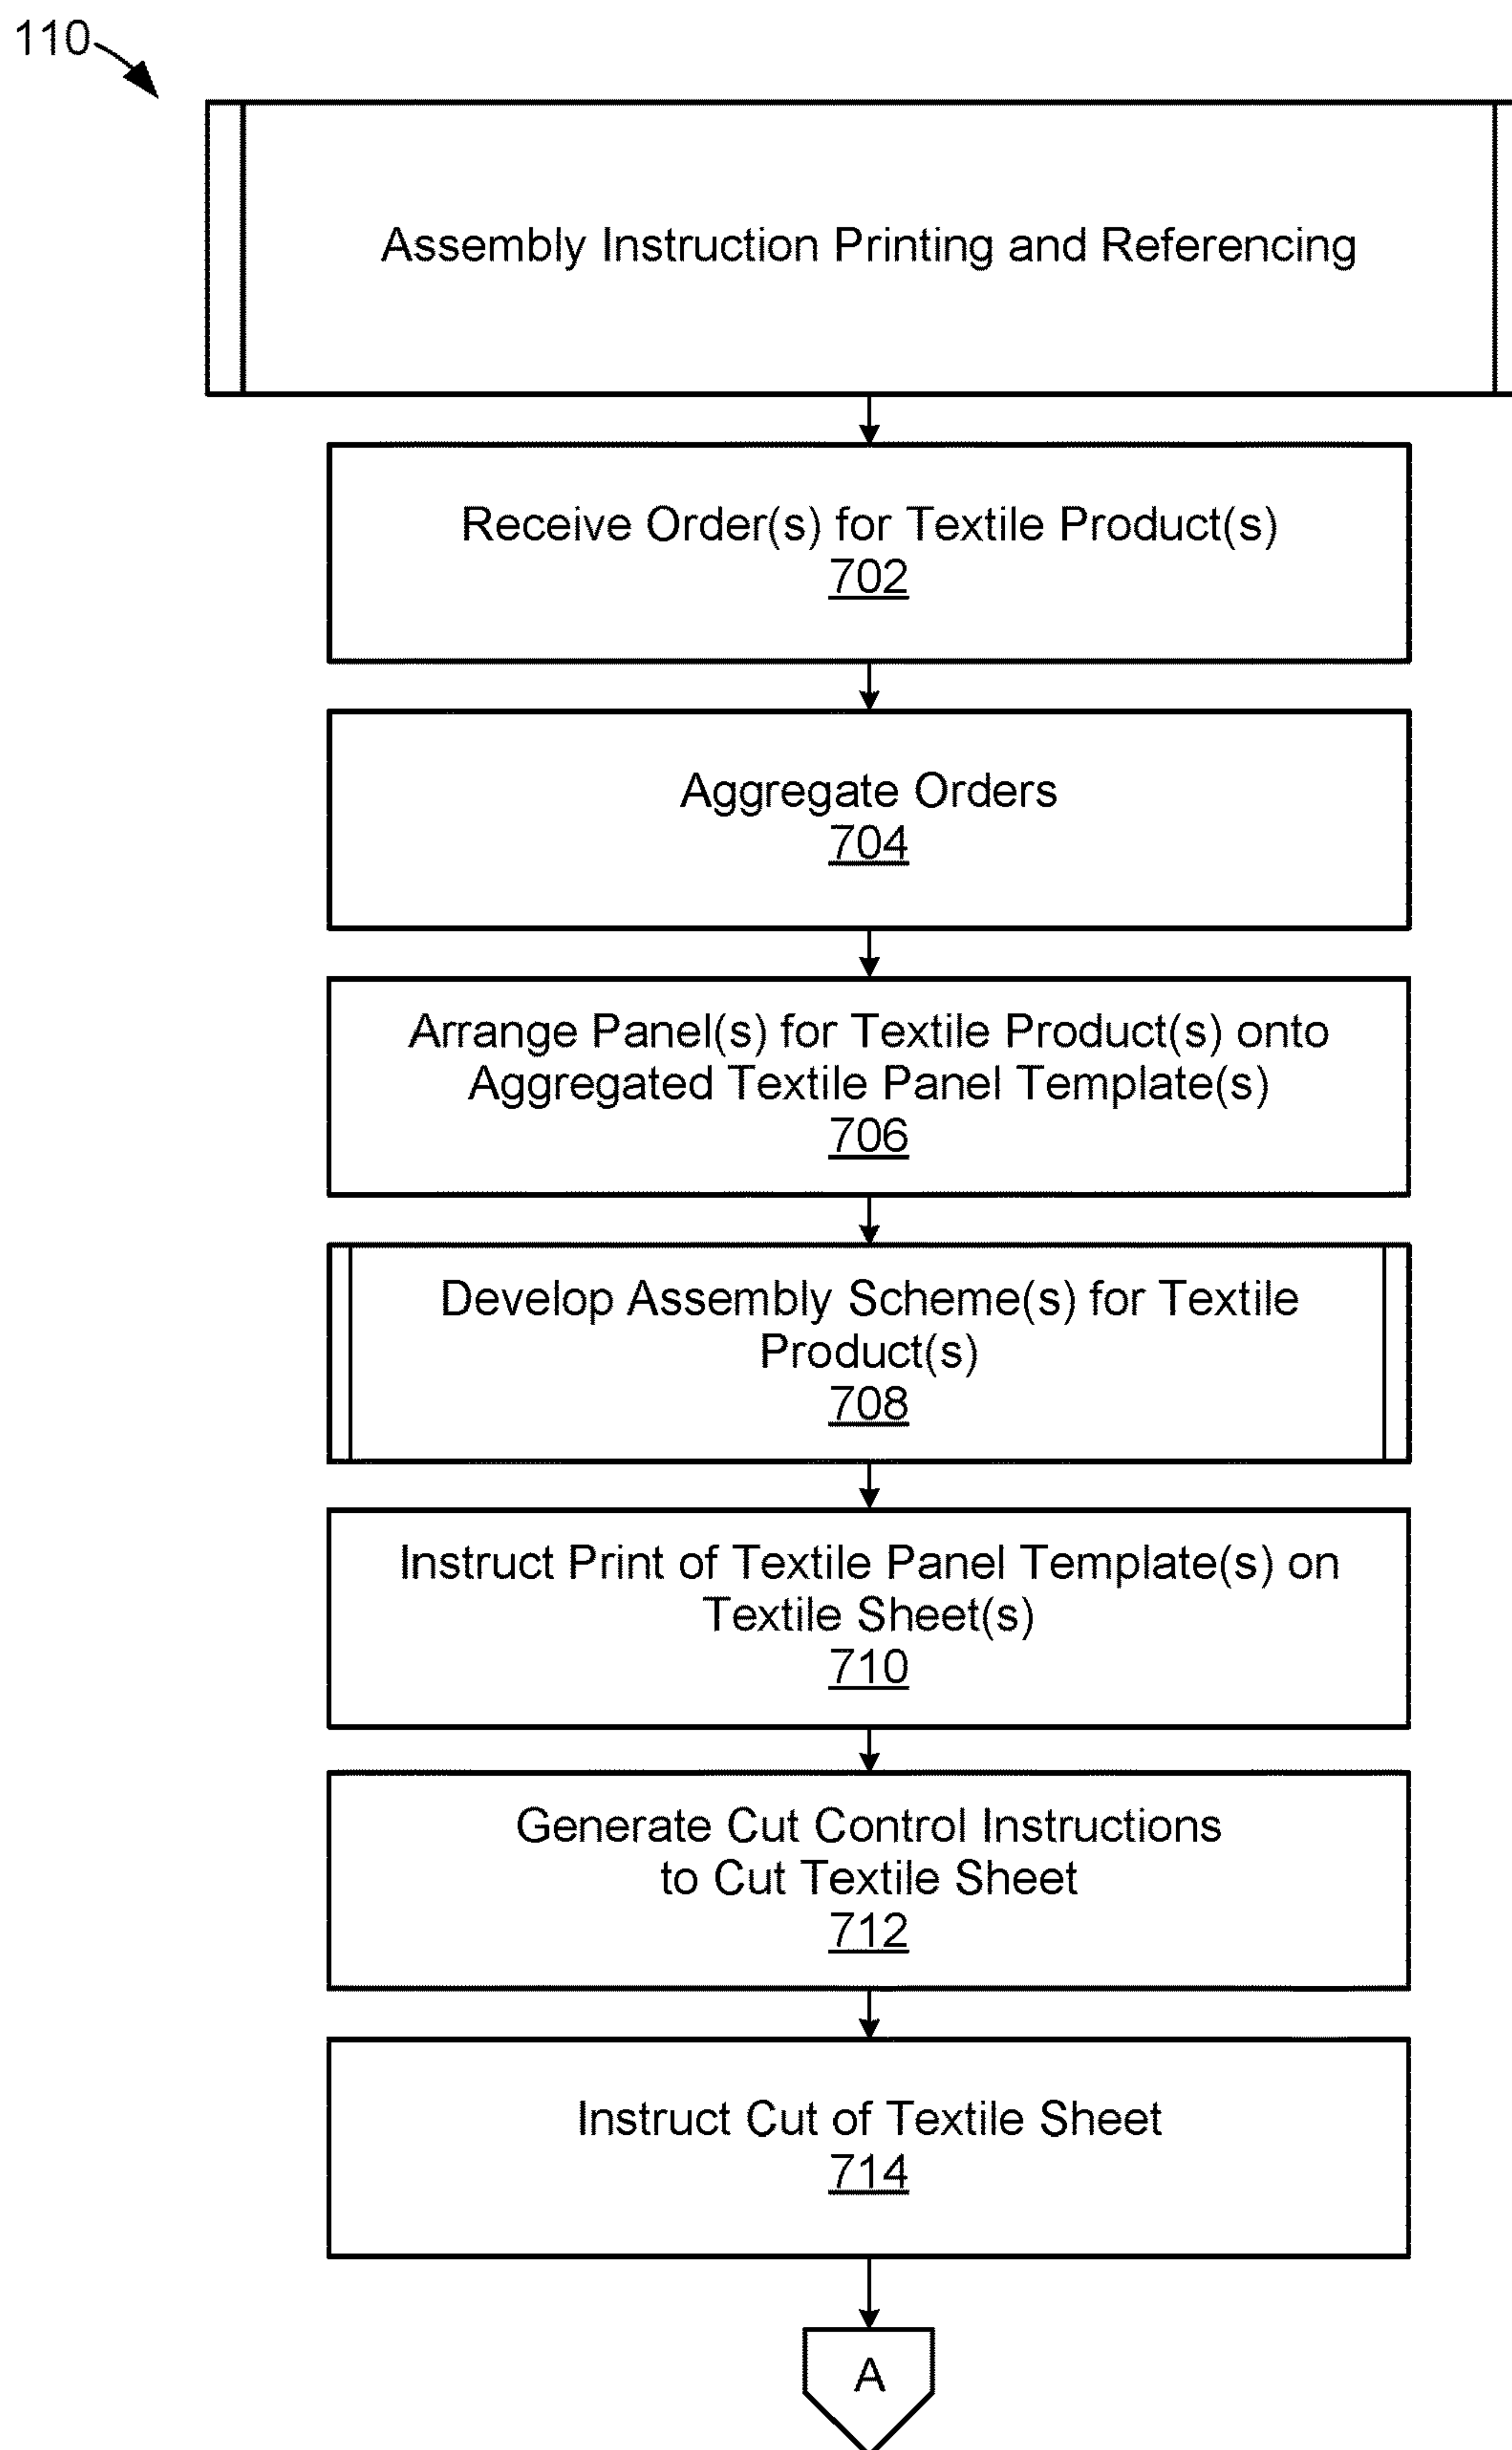 110
Assembly Instruction Printing and Referencing
Receive Order(s) for Textile Product(s)
702
Aggregate Orders
704
Arrange Panel(s) for Textile Product(s) onto
Aggregated Textile Panel Template(s)
706
Develop Assembly Scheme(s) for Textile
Product(s)
708
Instruct Print of Textile Panel Template(s) on
Textile Sheet(s)
710
Generate Cut Control Instructions
to Cut Textile Sheet
712
Instruct Cut of Textile Sheet
714
A